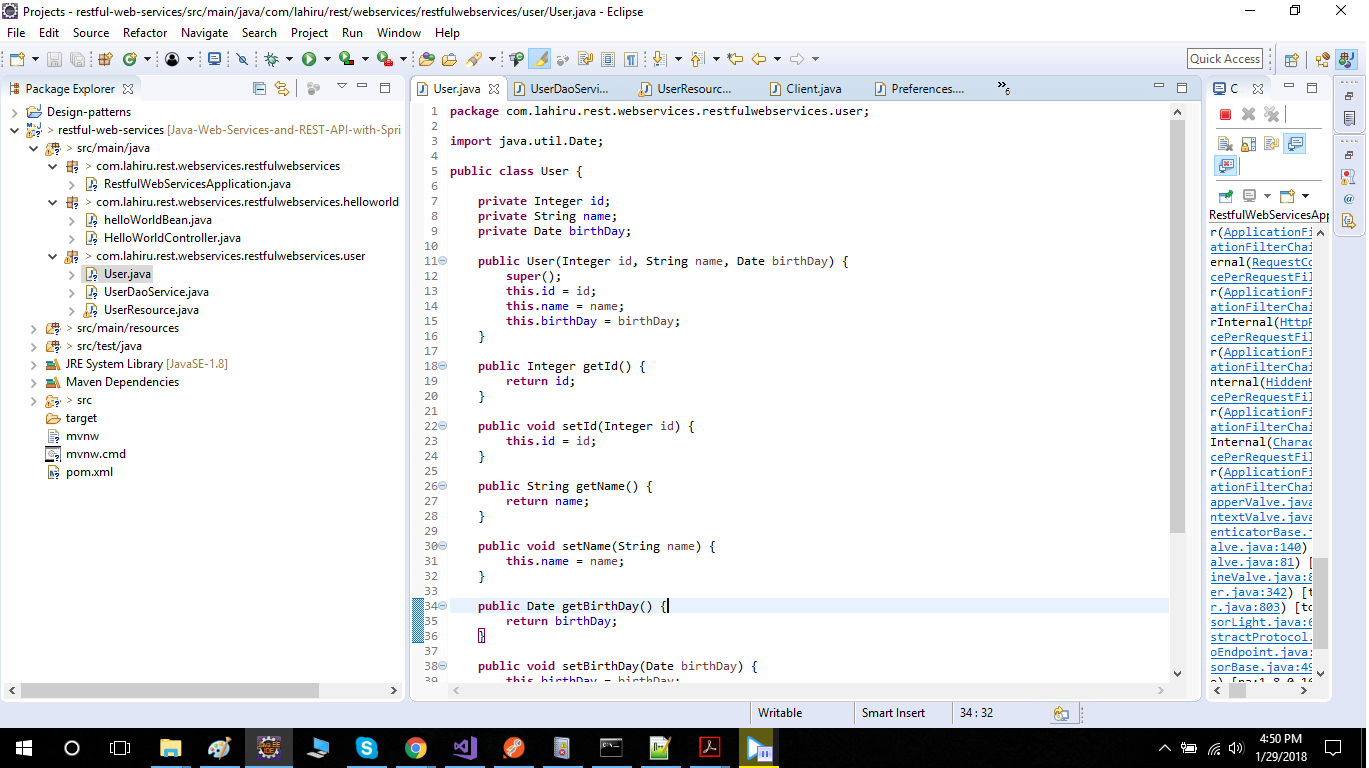 Projects - restful-web-services/src/main/java/com/lahiru/rest/webservices/restfulwebservices/user/User.java - Eclipse
File Edit Source Refactor Navigate Search Project Run Window Help
Quick Access
Package Explorer
Design-patterns
> restful-web-services [Java-Web-Services-and-REST-API-with-Spri
> src/main/java
> com.lahiru.rest.webservices.restfulwebservices
RestfulWebServicesApplication.java
> com.lahiru.rest.webservices.restfulwebservices.helloworld
helloWorldBean.java
HelloWorldController.java
> com.lahiru.rest.webservices.restfulwebservices.user
User.java
UserDaoService.java
UserResource.java
> src/main/resources
> src/test/java
JRE System Library [JavaSE-1.8]
Maven Dependencies
> src
target
mvnw
mvnw.cmd
pom.xml
User.java UserDaoServi... UserResourc... Client.java Preferences.... »6
1 package com.lahiru.rest.webservices.restfulwebservices.user;
2
3 import java.util.Date;
4
5 public class User {
6
7 private Integer id;
8 private String name;
9 private Date birthDay;
10
11 public User(Integer id, String name, Date birthDay) {
12 super();
13 this.id = id;
14 this.name = name;
15 this.birthDay = birthDay;
16 }
17
18 public Integer getId() {
19 return id;
20 }
21
22 public void setId(Integer id) {
23 this.id = id;
24 }
25
26 public String getName() {
27 return name;
28 }
29
30 public void setName(String name) {
31 this.name = name;
32 }
33
34 public Date getBirthDay() {
35 return birthDay;
36 }
37
38 public void setBirthDay(Date birthDay) {
39 this.birthDay = birthDay;
C
RestfulWebServicesApp
r(ApplicationFi
ationFilterChai
ernal(RequestCo
cePerRequestFil
r(ApplicationFi
ationFilterChai
rInternal(HttpP
cePerRequestFil
r(ApplicationFi
ationFilterChai
nternal(HiddenH
cePerRequestFil
r(ApplicationFi
ationFilterChai
Internal(Charac
cePerRequestFil
r(ApplicationFi
ationFilterChai
apperValve.java
ntextValve.java
enticatorBase.
alve.java:140)
alve.java:81) [
ineValve.java:8
er.java:342) [t
r.java:803) [to
sorLight.java:6
stractProtocol.
oEndpoint.java:
sorBase.java:49
Writable Smart Insert 34 : 32
4:50 PM
1/29/2018